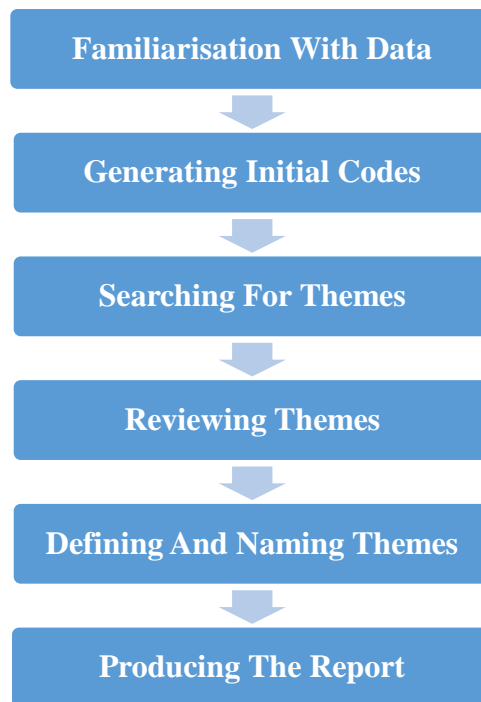 Familiarisation With Data
Generating Initial Codes
Searching For Themes
Reviewing Themes
Defining And Naming Themes
Producing The Report